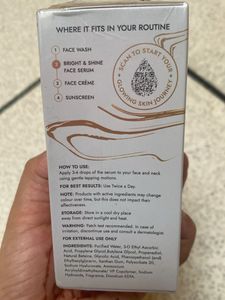 WHERE IT FITS IN YOUR ROUTINE
1 FACE WASH
2 BRIGHT & SHINE
FACE SERUM
3 FACE CRÈME
4 SUNSCREEN
SCAN TO START YOUR
GLOWING SKIN JOURNEY
HOW TO USE:
Apply 3-4 drops of the serum to your face and neck
using gentle tapping motions.
FOR BEST RESULTS: Use Twice a Day.
NOTE: Products with active ingredients may change
colour over time, but this does not impact their
effectiveness.
STORAGE: Store in a cool dry place
away from direct sunlight and heat.
WARNING: Patch test recommended. In case of
irritation, discontinue use and consult a dermatologist.
FOR EXTERNAL USE ONLY
INGREDIENTS: Purified Water, 3-O Ethyl Ascorbic
Acid, Propylene Glycol, Butylene Glycol, Propanediol,
Natural Betaine, Glycolic Acid, Phenoxyethanol (and)
Ethylhexylglycerin, Xanthan Gum, Polysorbate 20,
Sodium Hyaluronate, Ammonium
Acryloyldimethyltaurate/ VP Copolymer, Sodium
Hydroxide, Fragrance, Disodium EDTA.